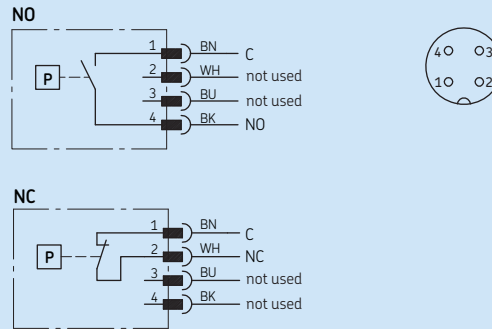 NO
1 BN C
2 WH not used
P
3 BU not used
4 BK NO
4 3
1 2
NC
1 BN C
P 2 WH NC
3 BU not used
4 BK not used